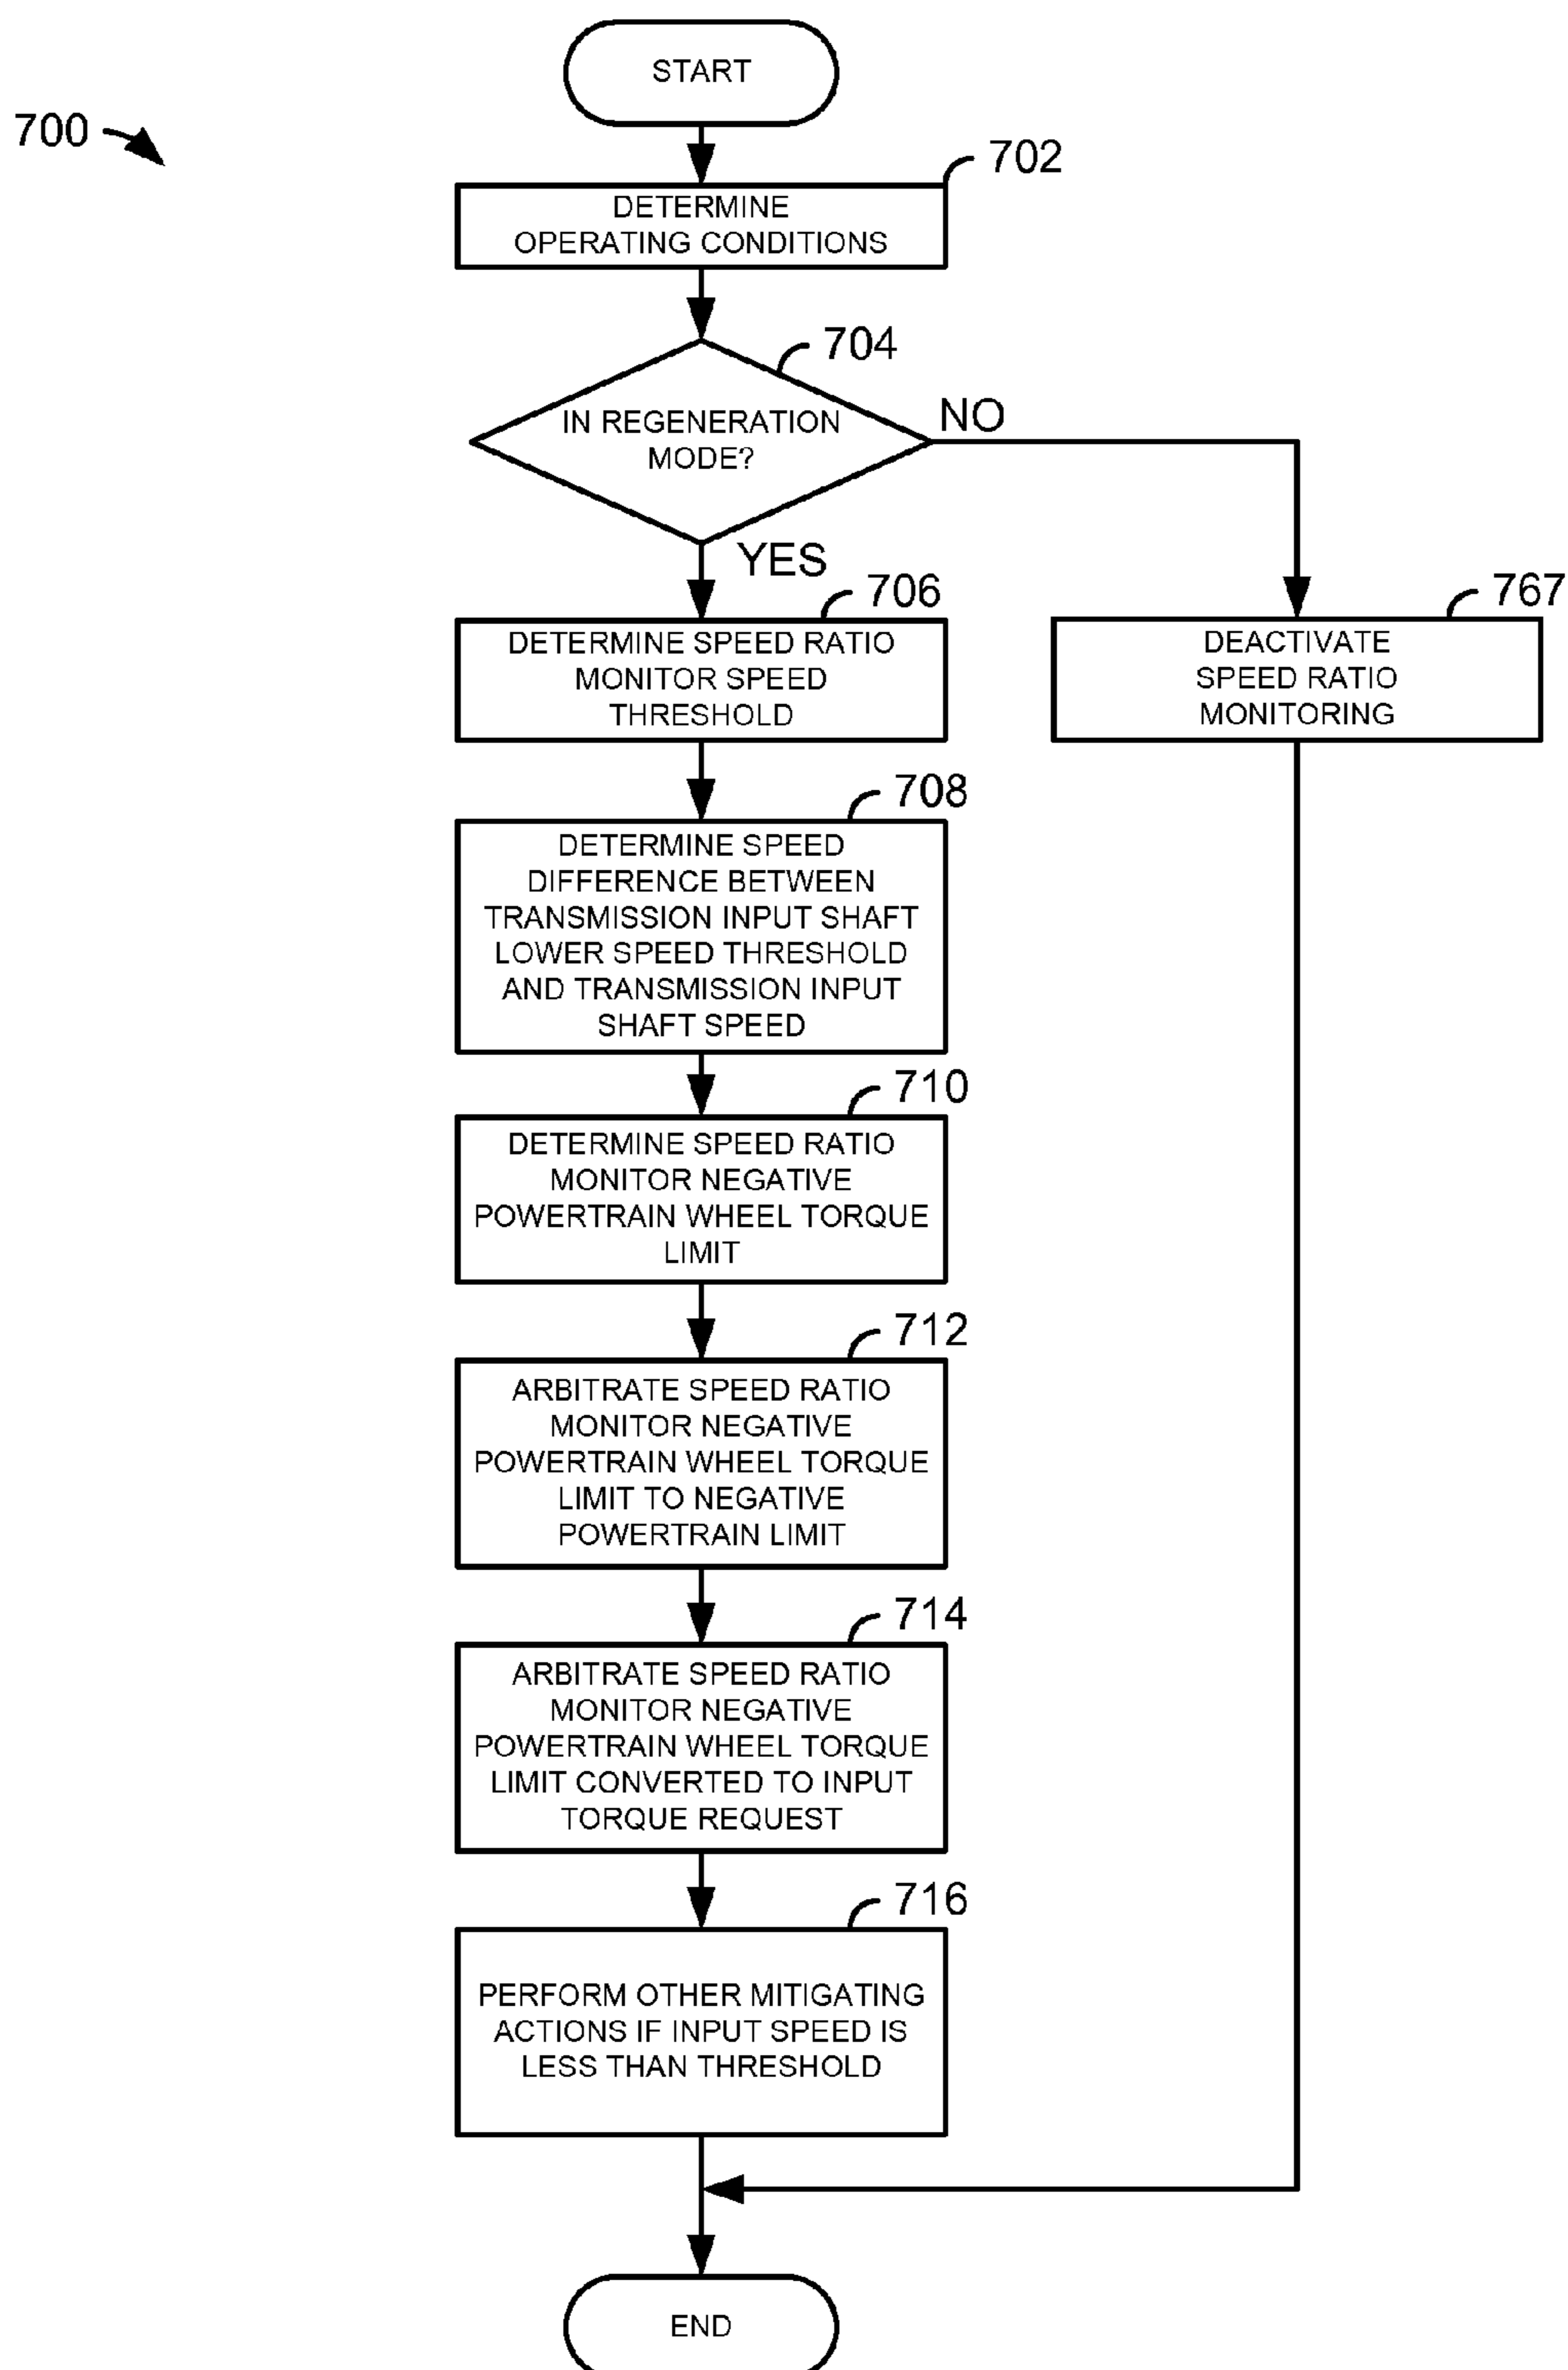 START
700
702
DETERMINE
OPERATING CONDITIONS
704
IN REGENERATION
MODE?
NO
YES
706
DETERMINE SPEED RATIO
MONITOR SPEED
THRESHOLD
767
DEACTIVATE
SPEED RATIO
MONITORING
708
DETERMINE SPEED
DIFFERENCE BETWEEN
TRANSMISSION INPUT SHAFT
LOWER SPEED THRESHOLD
AND TRANSMISSION INPUT
SHAFT SPEED
710
DETERMINE SPEED RATIO
MONITOR NEGATIVE
POWERTRAIN WHEEL TORQUE
LIMIT
712
ARBITRATE SPEED RATIO
MONITOR NEGATIVE
POWERTRAIN WHEEL TORQUE
LIMIT TO NEGATIVE
POWERTRAIN LIMIT
714
ARBITRATE SPEED RATIO
MONITOR NEGATIVE
POWERTRAIN WHEEL TORQUE
LIMIT CONVERTED TO INPUT
TORQUE REQUEST
716
PERFORM OTHER MITIGATING
ACTIONS IF INPUT SPEED IS
LESS THAN THRESHOLD
END